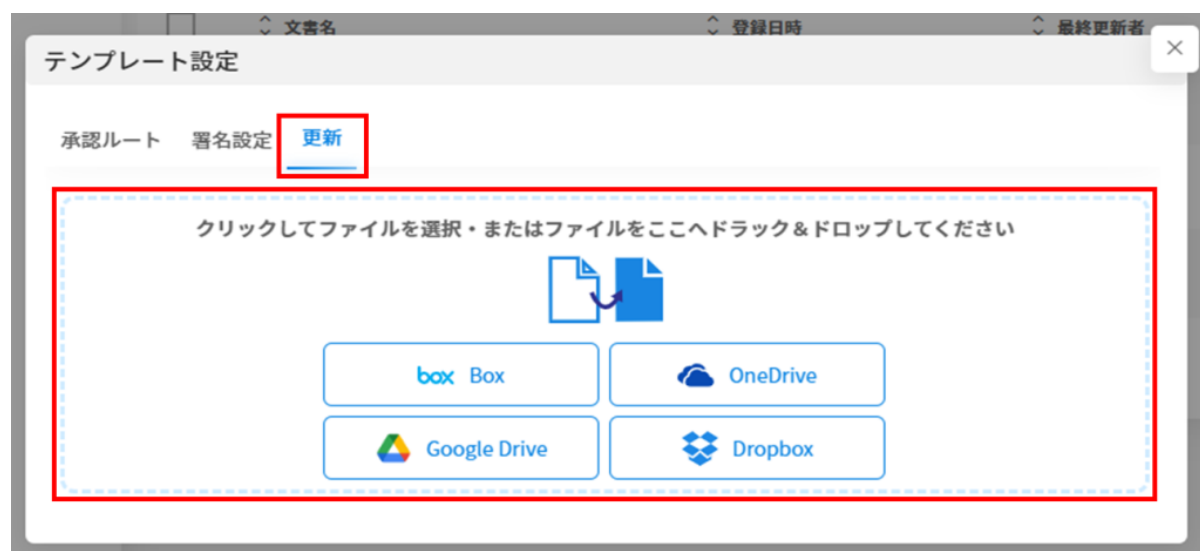 文書名 登録日時 最終更新者
テンプレート設定
承認ルート 署名設定 更新
クリックしてファイルを選択・またはファイルをここへドラック＆ドロップしてください
box Box
OneDrive
Google Drive
Dropbox